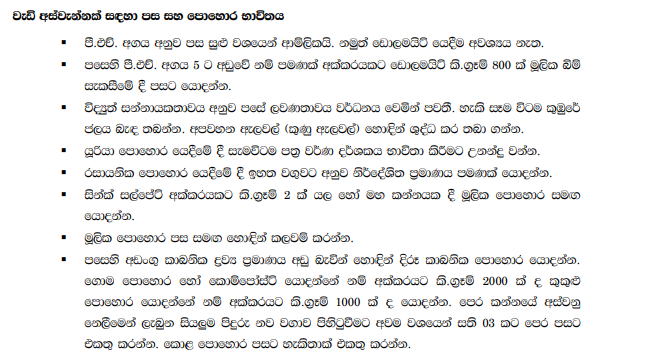 වැඩි අස්වැන්නක් සඳහා පස සහ පොහොර භාවිතය
▪ පී.එච්. අගය අනුව පස සුළු වශයෙන් ආම්ලිකයි. නමුත් ඩොලමයිට් යෙදීම අවශ්‍යය නැත.
▪ පසෙහි පී.එච්. අගය 5 ට අඩුවේ නම් පමණක් අක්කරයකට ඩොලමයිට් කි.ග්‍රෑම් 800 ක් මූලික බිම්
සැකසීමේ දී පසට යොදන්න.
▪ විද්‍යුත් සන්නායකතාවය අනුව පසේ ලවණතාවය වර්ධනය වෙමින් පවතී. හැකි සෑම විටම කුඹුරේ
ජලය බැඳ තබන්න. අපවහන ඇලවල් (කුණු ඇලවල්) හොඳින් ශුද්ධ කර තබා ගන්න.
▪ යූරියා පොහොර යෙදීමේ දී සැමවිටම පත්‍ර වර්ණ දර්ශකය භාවිතා කිරීමට උනන්දු වන්න.
▪ රසායනික පොහොර යෙදීමේ දී ඉහත වගුවට අනුව නිර්දේශිත ප්‍රමාණය පමණක් යොදන්න.
▪ සින්ක් සල්පේට් අක්කරයකට කි.ග්‍රෑම් 2 ක් යල හෝ මහ කන්නයක දී මූලික පොහොර සමඟ
යොදන්න.
▪ මූලික පොහොර පස සමඟ හොඳින් කලවම් කරන්න.
▪ පසෙහි අඩංගු කාබනික ද්‍රව්‍ය ප්‍රමාණය අඩු බැවින් හොඳින් දිරූ කාබනික පොහොර යොදන්න.
ගොම පොහොර හෝ කොම්පෝස්ට් යොදන්නේ නම් අක්කරයට කි.ග්‍රෑම් 2000 ක් ද කුකුළු
පොහොර යොදන්නේ නම් අක්කරයට කි.ග්‍රෑම් 1000 ක් ද යොදන්න. පෙර කන්නයේ අස්වනු
නෙලීමෙන් ලැබුන සියලුම පිදුරු නව වගාව පිහිටුවීමට අවම වශයෙන් සති 03 කට පෙර පසට
එකතු කරන්න. කොළ පොහොර පසට හැකිතාක් එකතු කරන්න.